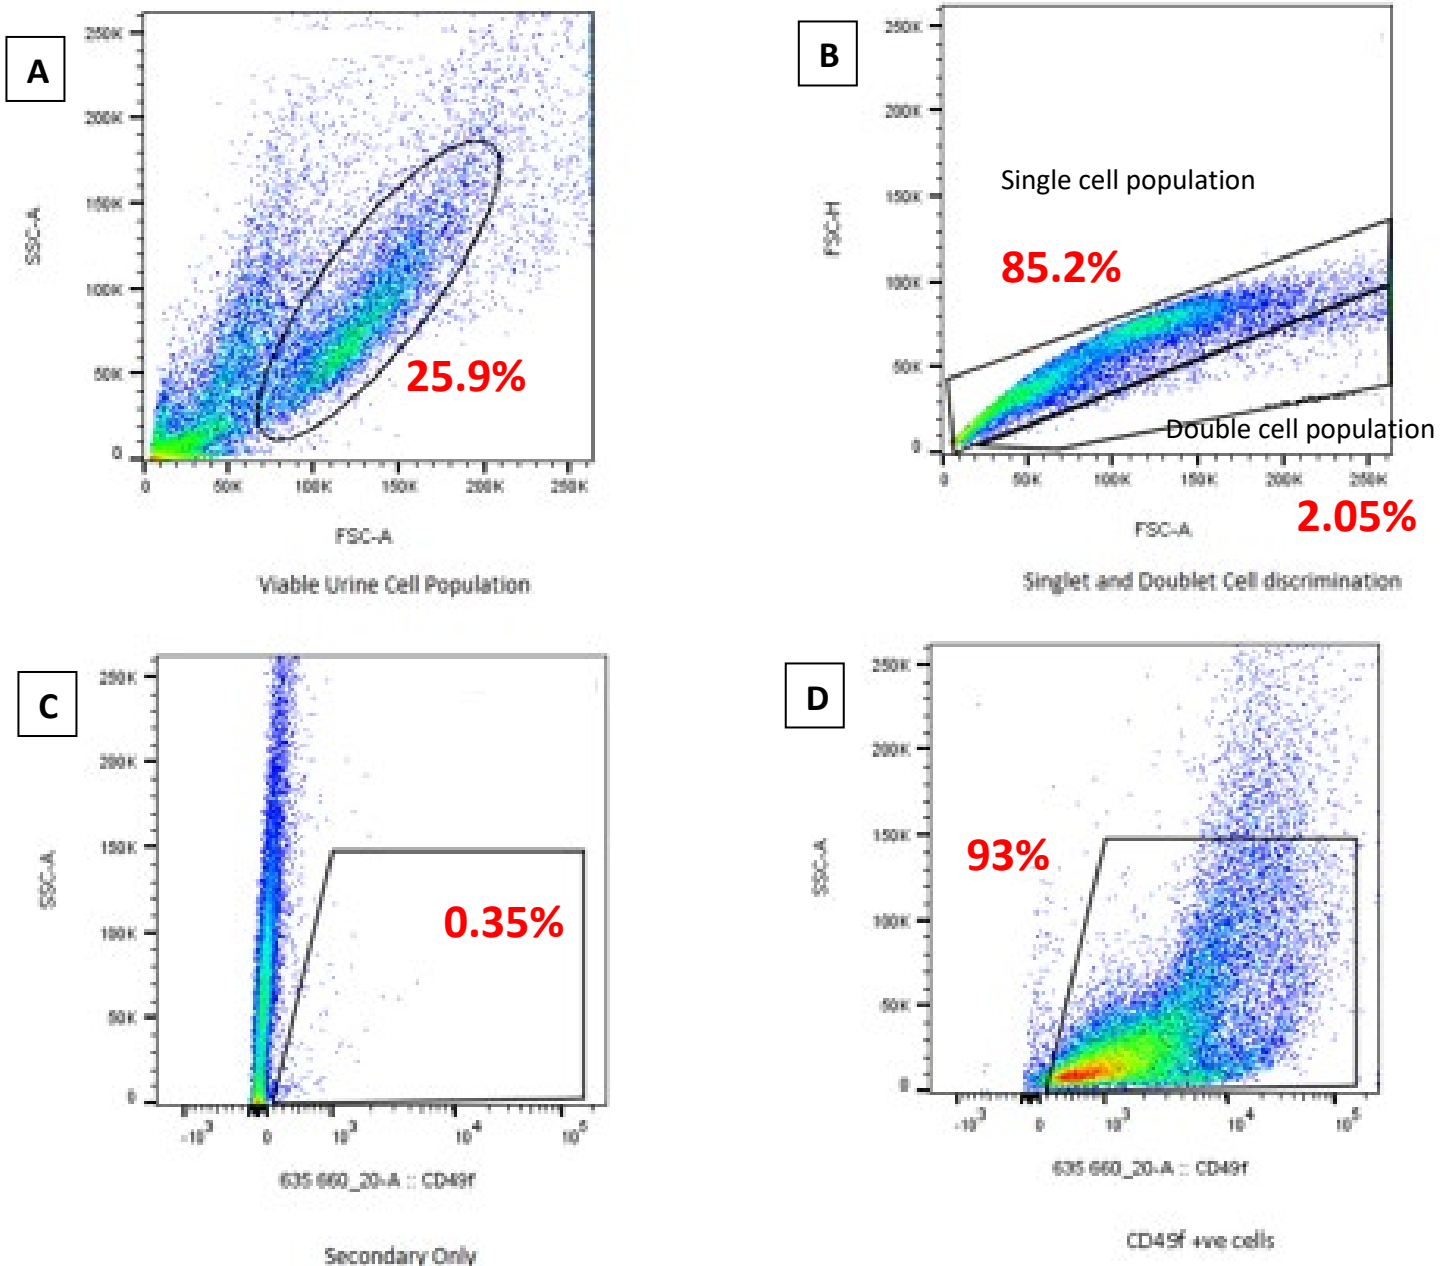 A
250K
200K
150K
100K
50K
0
SSC-A
25.9%
0 50K 100K 150K 200K 250K
FSC-A
Viable Urine Cell Population
B
250K
200K
150K
100K
50K
0
FSC-H
Single cell population
85.2%
Double cell population
0 50K 100K 150K 200K 250K
2.05%
FSC-A
Singlet and Doublet Cell discrimination
C
250K
200K
150K
100K
50K
0
SSC-A
0.35%
-10³ 0 10³ 10⁴ 10⁵
635 660_20-A :: CD49f
Secondary Only
D
250K
200K
150K
100K
50K
0
SSC-A
93%
-10³ 0 10³ 10⁴ 10⁵
635 660_20-A :: CD49f
CD49f +ve cells